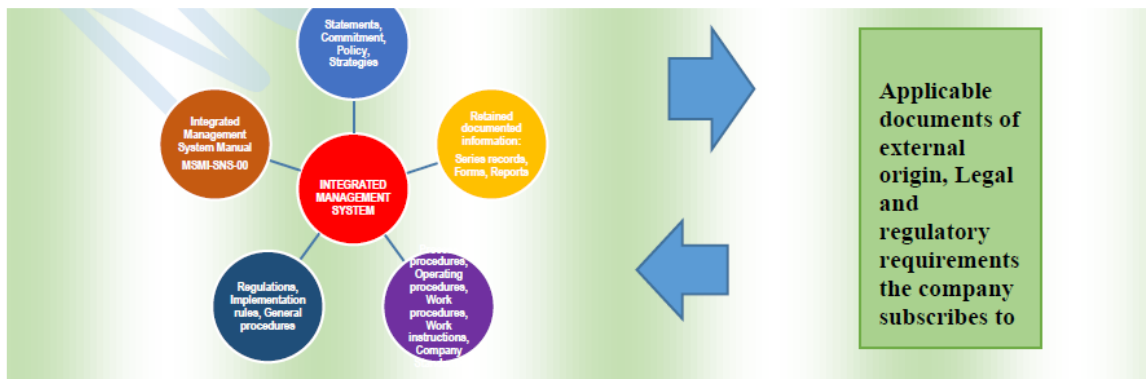 Statements,
Commitment,
Policy,
Strategies
Integrated
Management
System Manual
MSMI-SNS-00
Retained
documented
information:
Series records,
Forms, Reports
INTEGRATED
MANAGEMENT
SYSTEM
Regulations,
Implementation
rules, General
procedures
procedures,
Operating
procedures,
Work
procedures,
Work
instructions,
Company
Applicable
documents of
external
origin, Legal
and
regulatory
requirements
the company
subscribes to